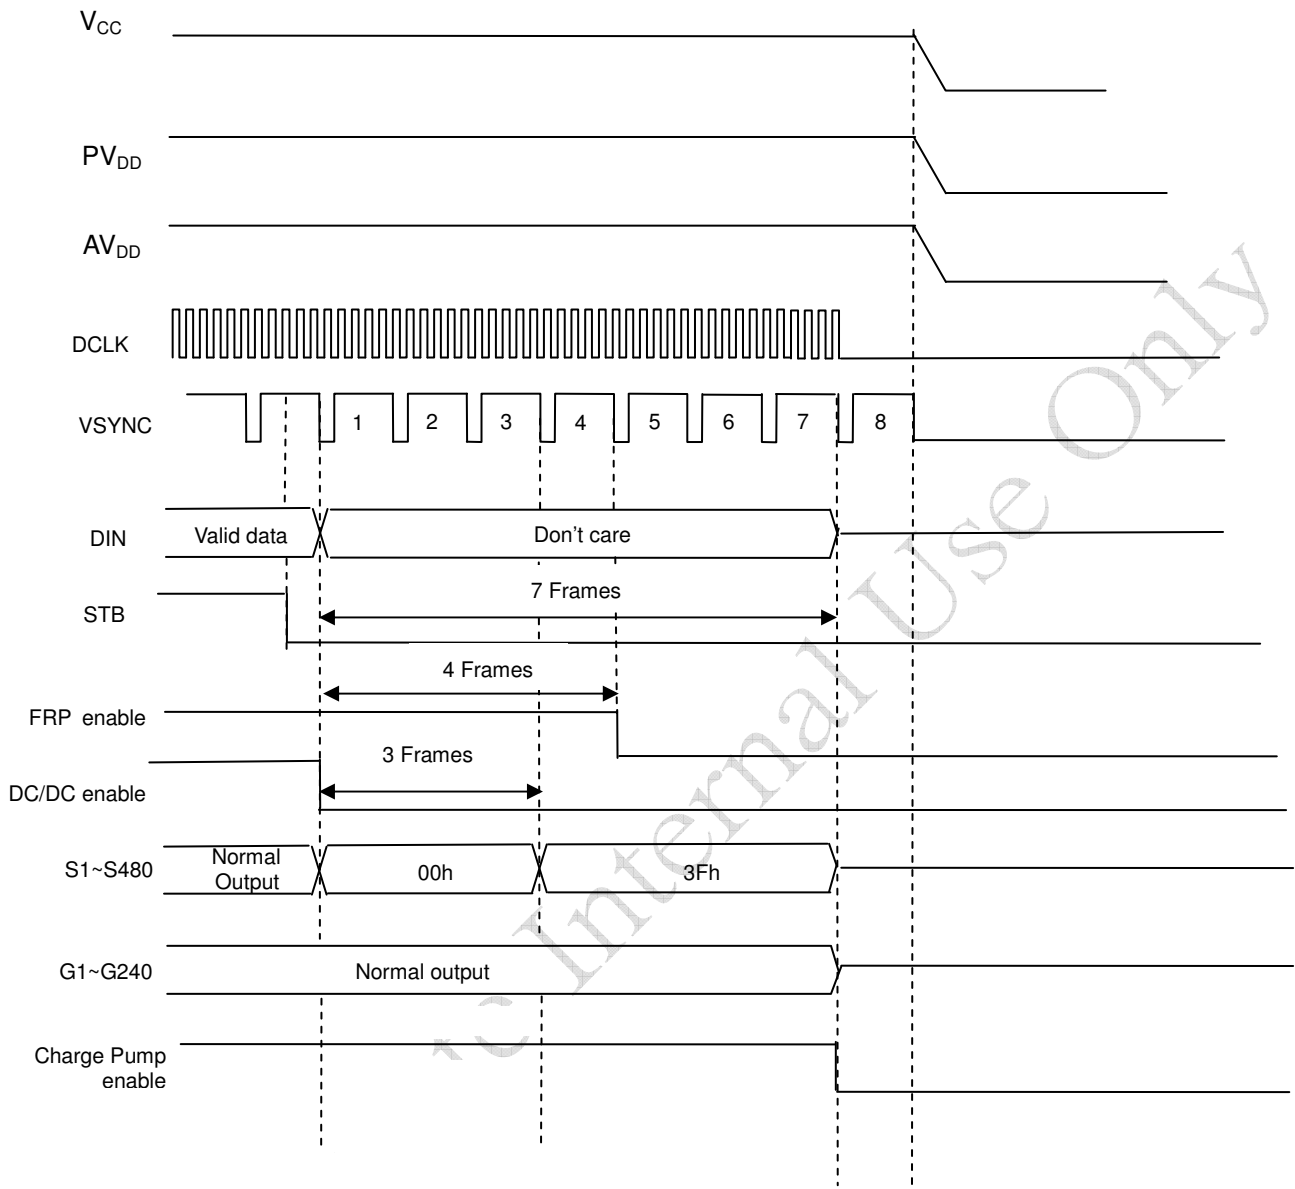 VCC
PVDD
AVDD
DCLK
VSYNC
1 2 3 4 5 6 7 8
DIN
Valid data
Don't care
STB
7 Frames
4 Frames
FRP enable
3 Frames
DC/DC enable
S1~S480
Normal
Output
00h
3Fh
G1~G240
Normal output
Charge Pump
enable
Internal Use Only